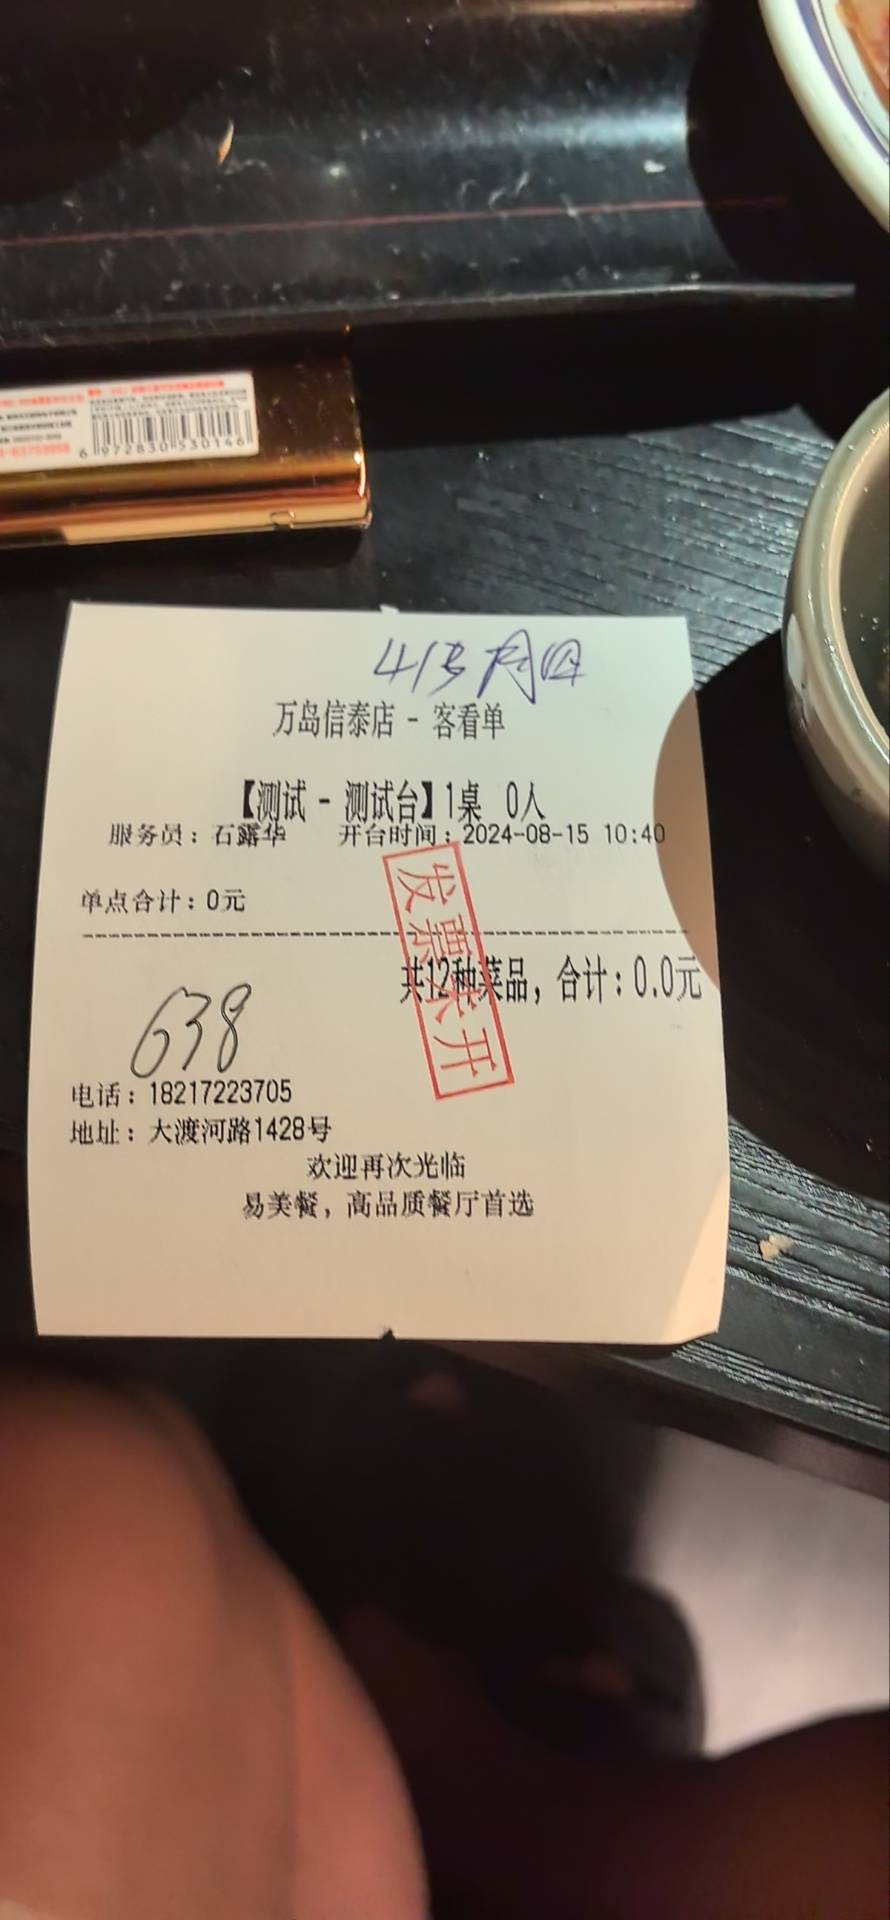 6 972830 530146
万岛信泰店 - 客看单
【测试 - 测试台】1桌 0人
服务员：石露华 开台时间：2024-08-15 10:40
单点合计：0元
发票未开
共12种菜品，合计：0.0元
638
电话：18217223705
地址：大渡河路1428号
欢迎再次光临
易美餐，高品质餐厅首选